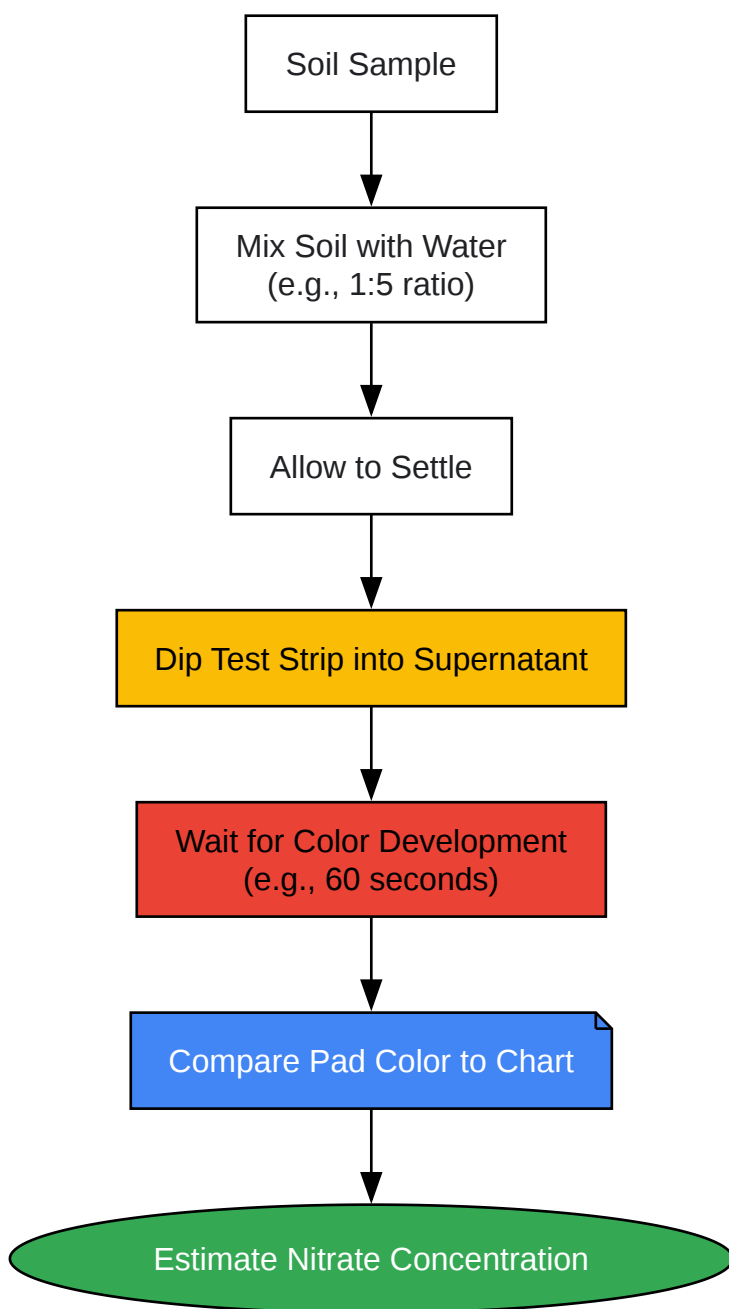 Soil Sample
Mix Soil with Water
(e.g., 1:5 ratio)
Allow to Settle
Dip Test Strip into Supernatant
Wait for Color Development
(e.g., 60 seconds)
Compare Pad Color to Chart
Estimate Nitrate Concentration